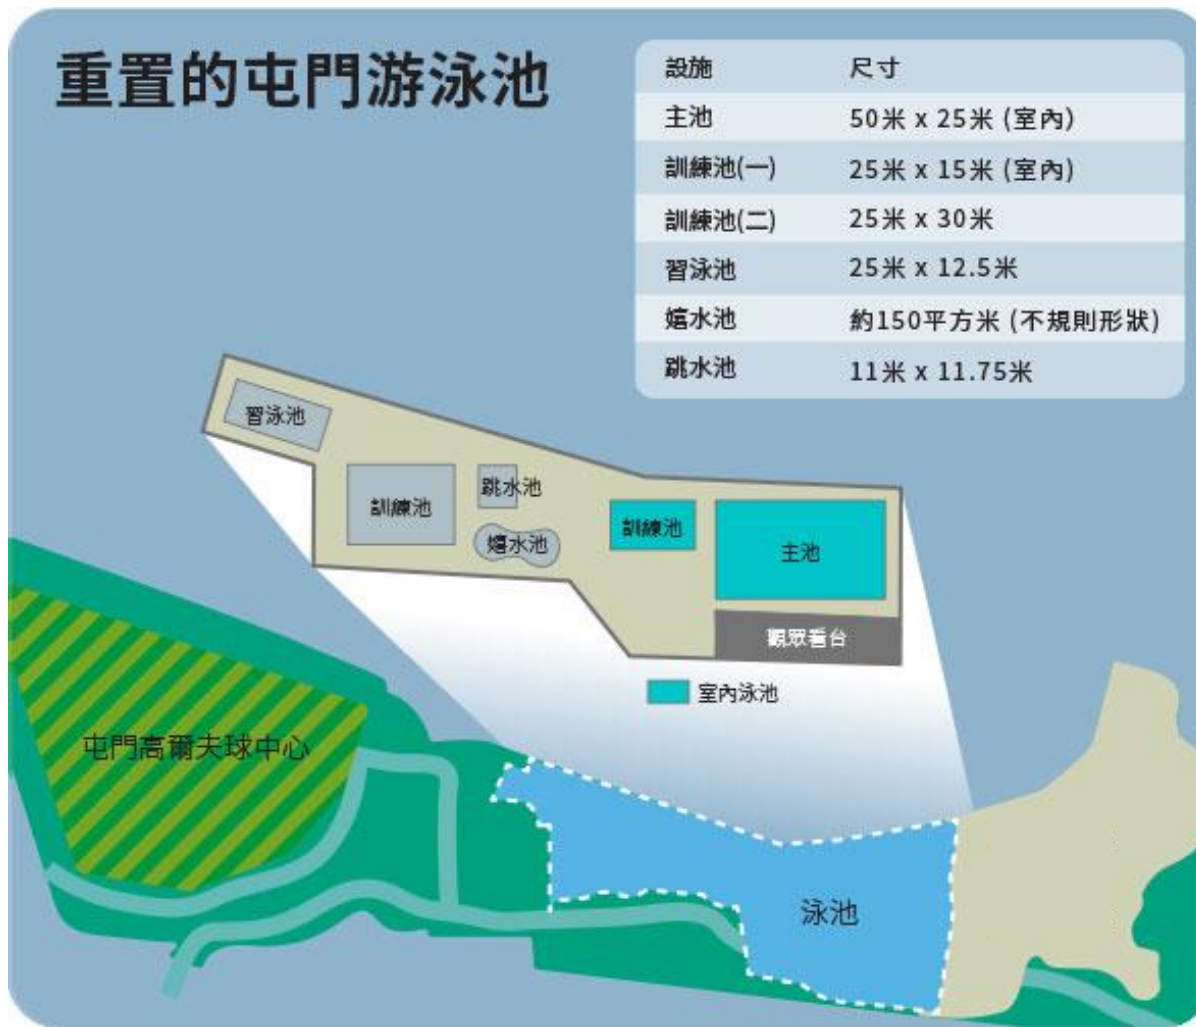 重置的屯門游泳池
設施 尺寸
主池 50米 x 25米 (室內)
訓練池(一) 25米 x 15米 (室內)
訓練池(二) 25米 x 30米
習泳池 25米 x 12.5米
嬉水池 約150平方米 (不規則形狀)
跳水池 11米 x 11.75米
習泳池
訓練池
跳水池
嬉水池
訓練池
主池
觀眾看台
室內泳池
屯門高爾夫球中心
泳池